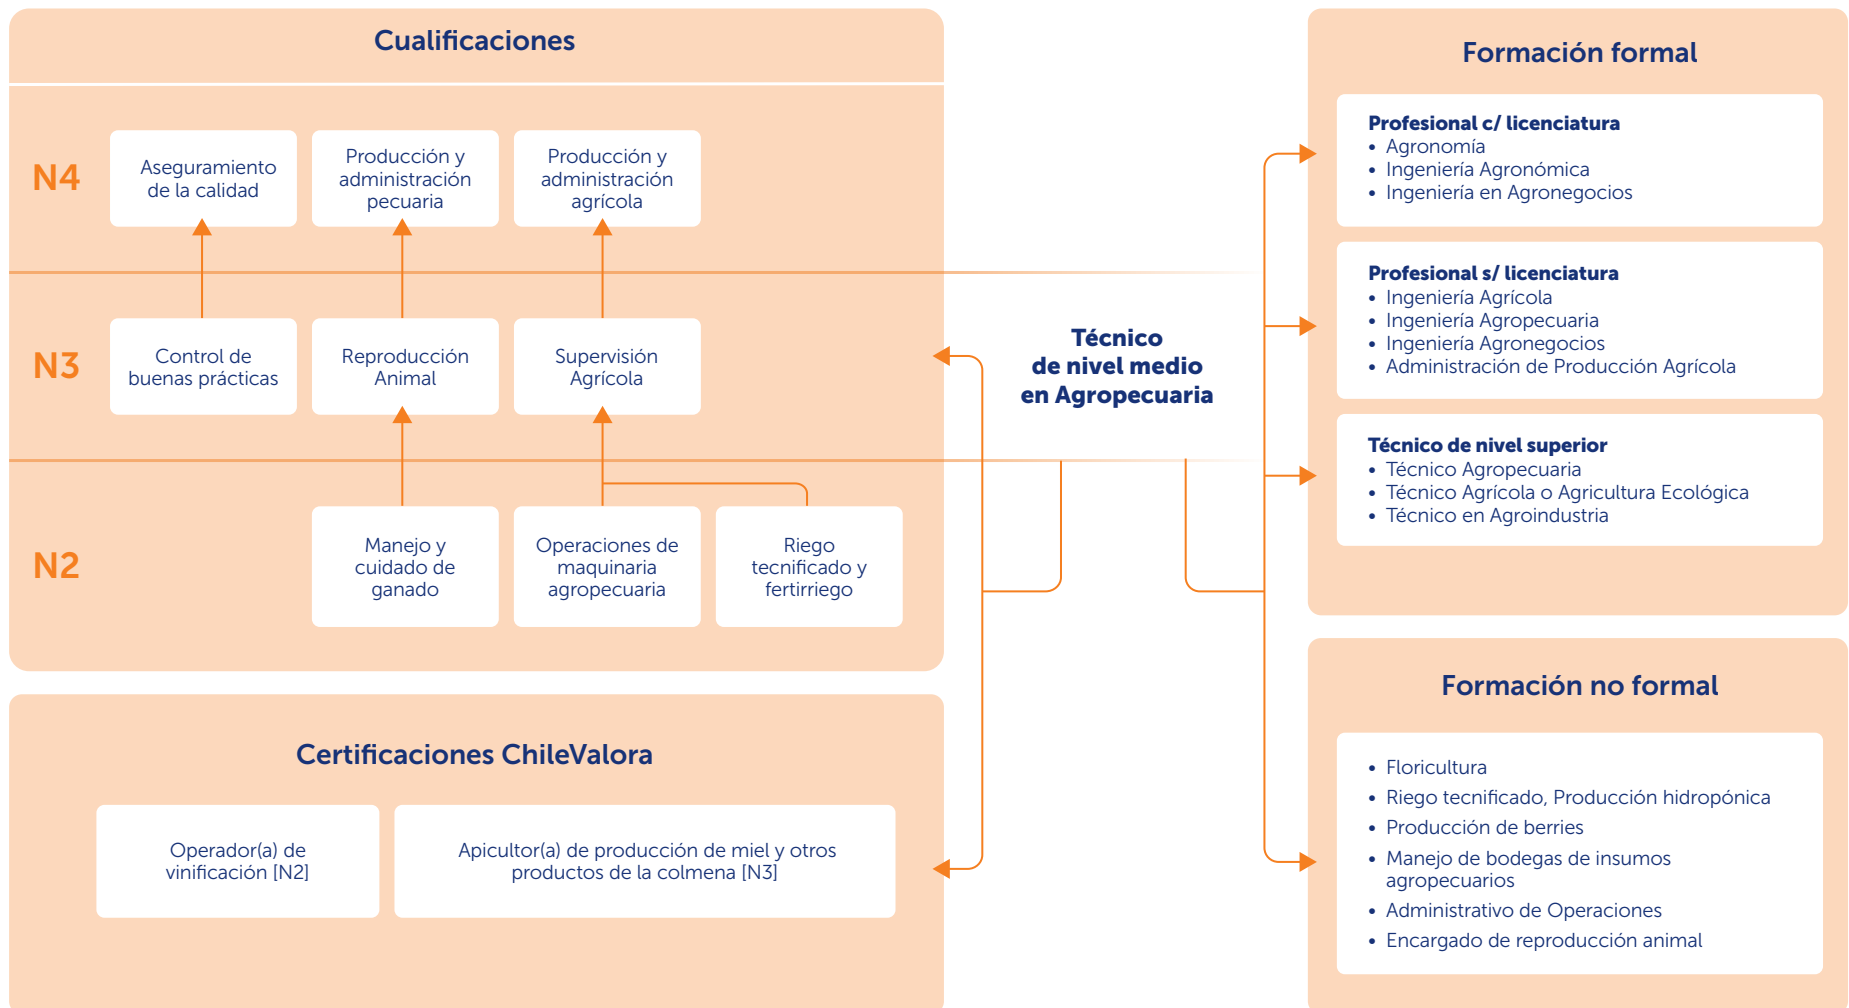 Cualificaciones
N4
Aseguramiento
de la calidad
Producción y
administración
pecuaria
Producción y
administración
agrícola
N3
Control de
buenas prácticas
Reproducción
Animal
Supervisión
Agrícola
N2
Manejo y
cuidado de
ganado
Operaciones de
maquinaria
agropecuaria
Riego
tecnificado y
fertirriego
Certificaciones ChileValora
Operador(a) de
vinificación [N2]
Apicultor(a) de producción de miel y otros
productos de la colmena [N3]
Técnico
de nivel medio
en Agropecuaria
Formación formal
Profesional c/ licenciatura
• Agronomía
• Ingeniería Agronómica
• Ingeniería en Agronegocios
Profesional s/ licenciatura
• Ingeniería Agrícola
• Ingeniería Agropecuaria
• Ingeniería Agronegocios
• Administración de Producción Agrícola
Técnico de nivel superior
• Técnico Agropecuaria
• Técnico Agrícola o Agricultura Ecológica
• Técnico en Agroindustria
Formación no formal
• Floricultura
• Riego tecnificado, Producción hidropónica
• Producción de berries
• Manejo de bodegas de insumos
agropecuarios
• Administrativo de Operaciones
• Encargado de reproducción animal